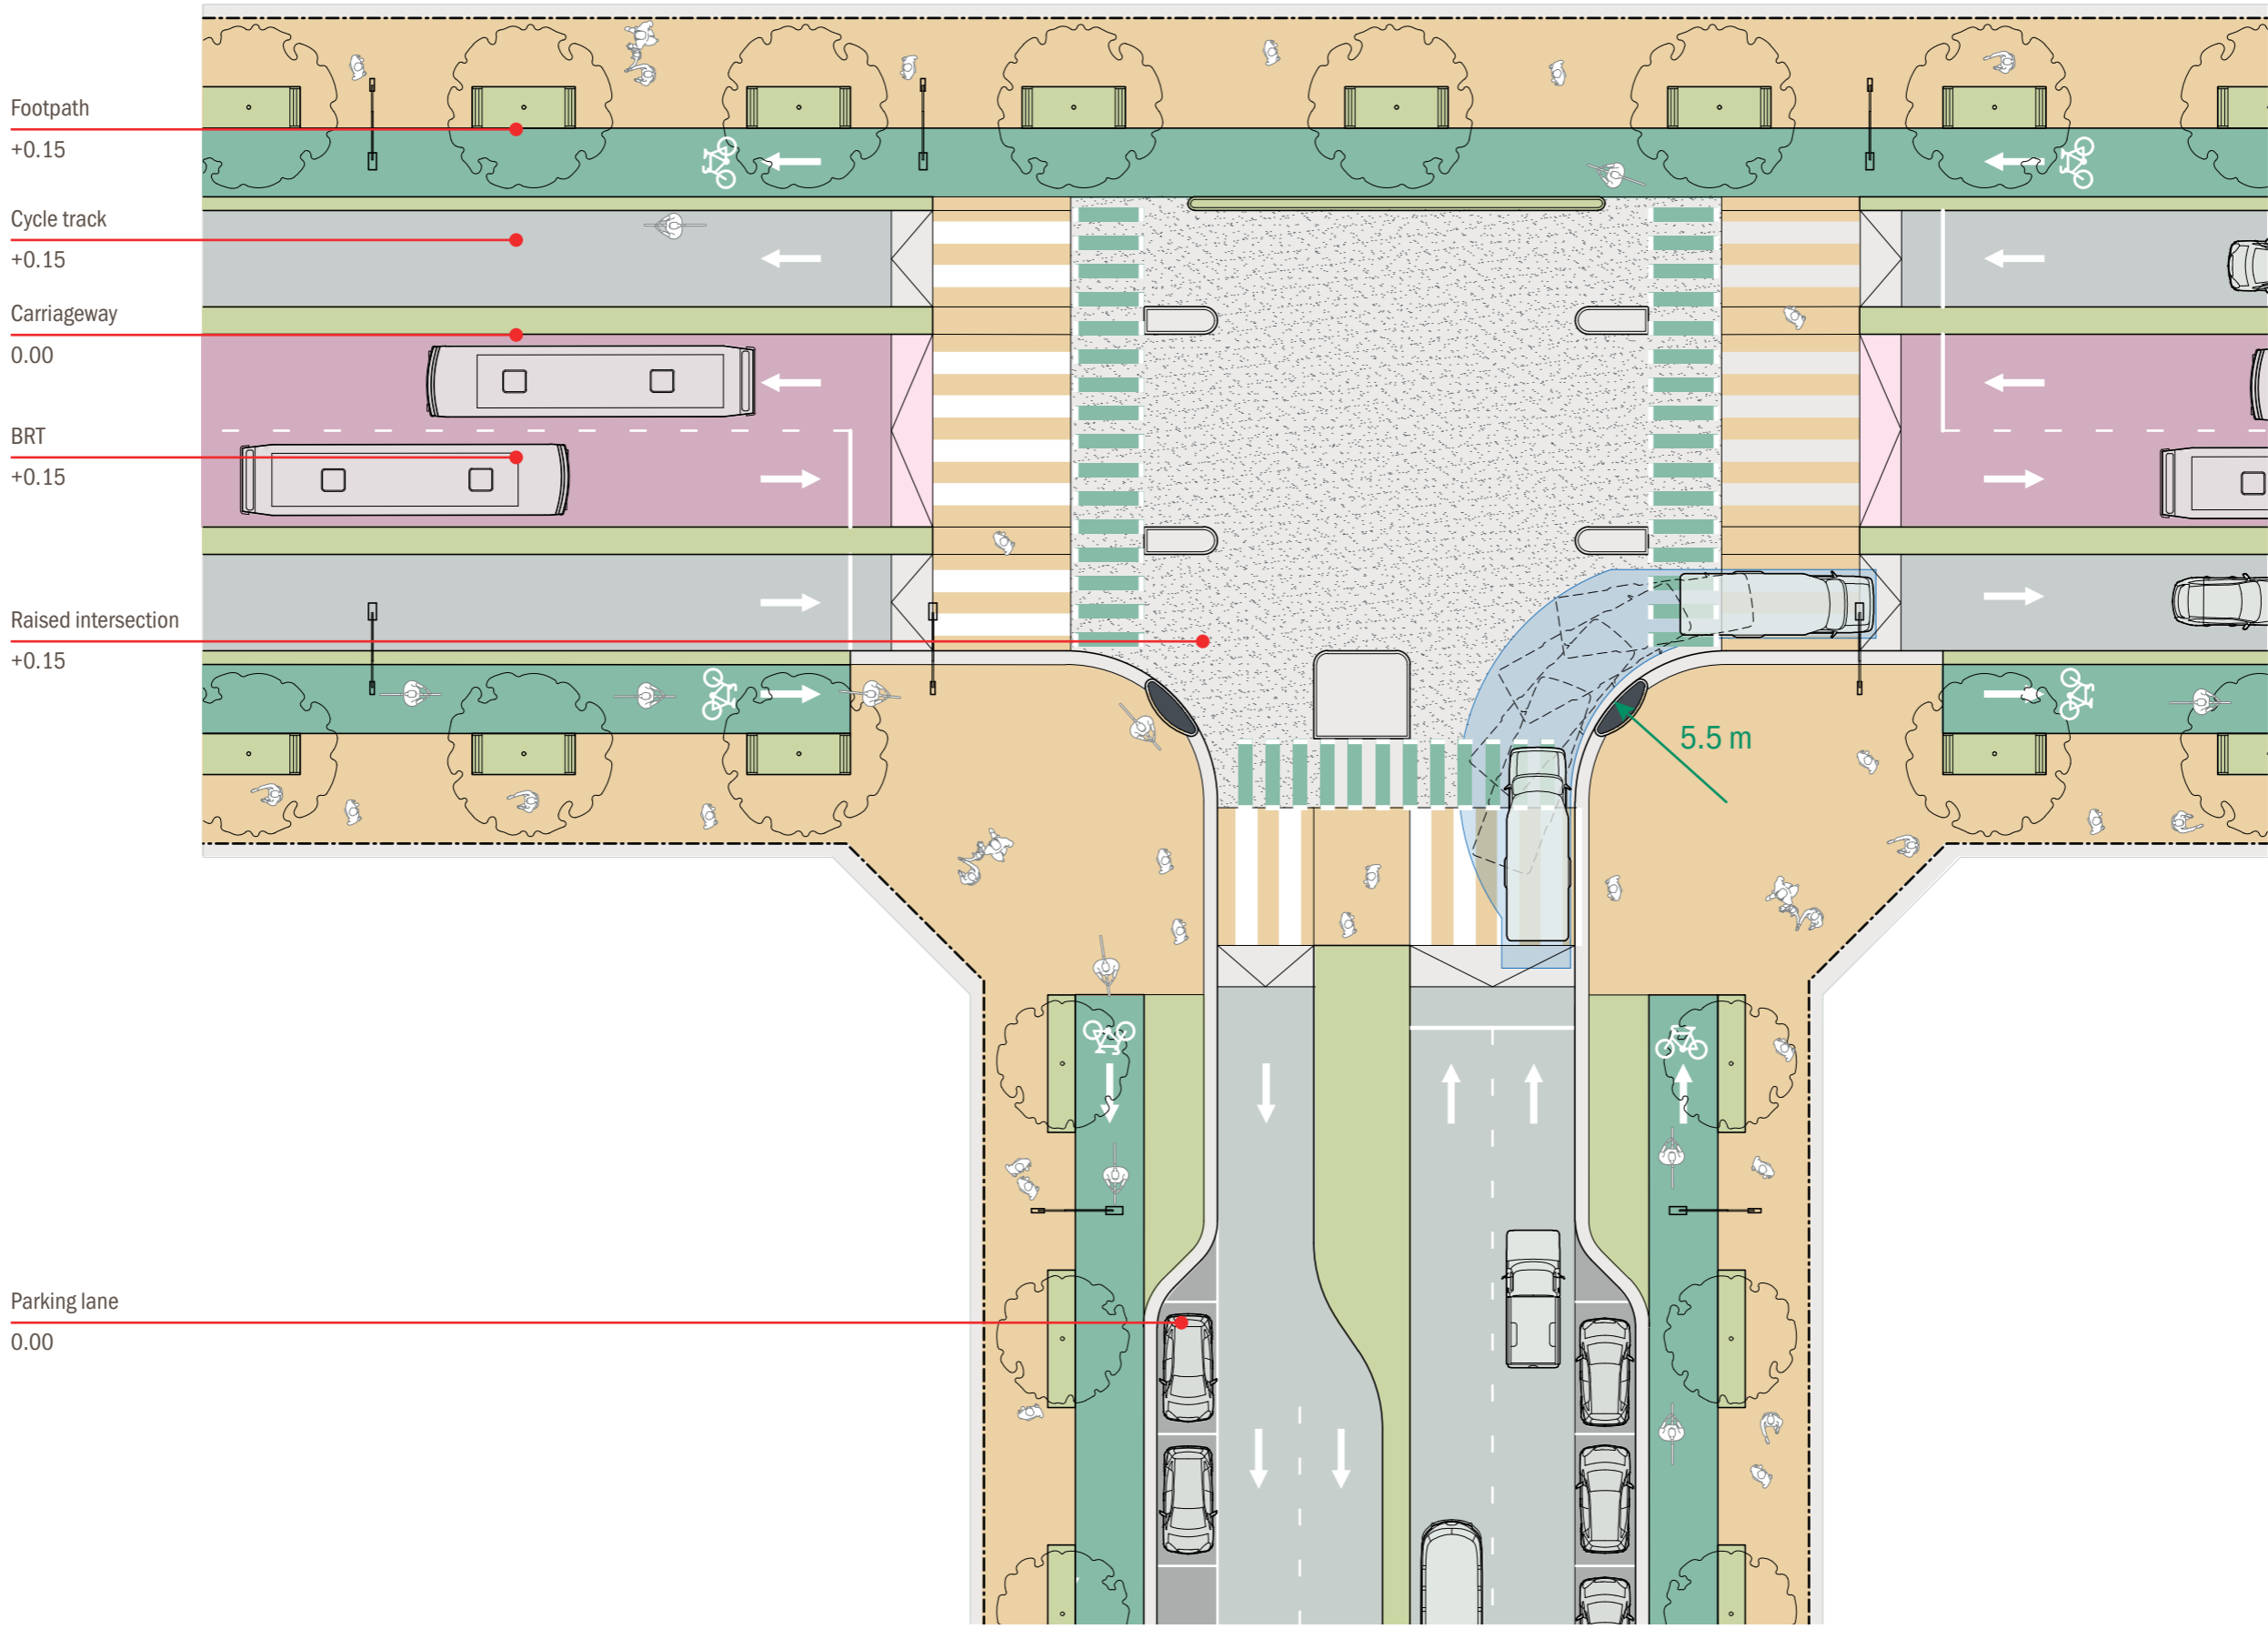 Footpath
+0.15
Cycle track
+0.15
Carriageway
0.00
BRT
+0.15
Raised intersection
+0.15
5.5 m
Parking lane
0.00